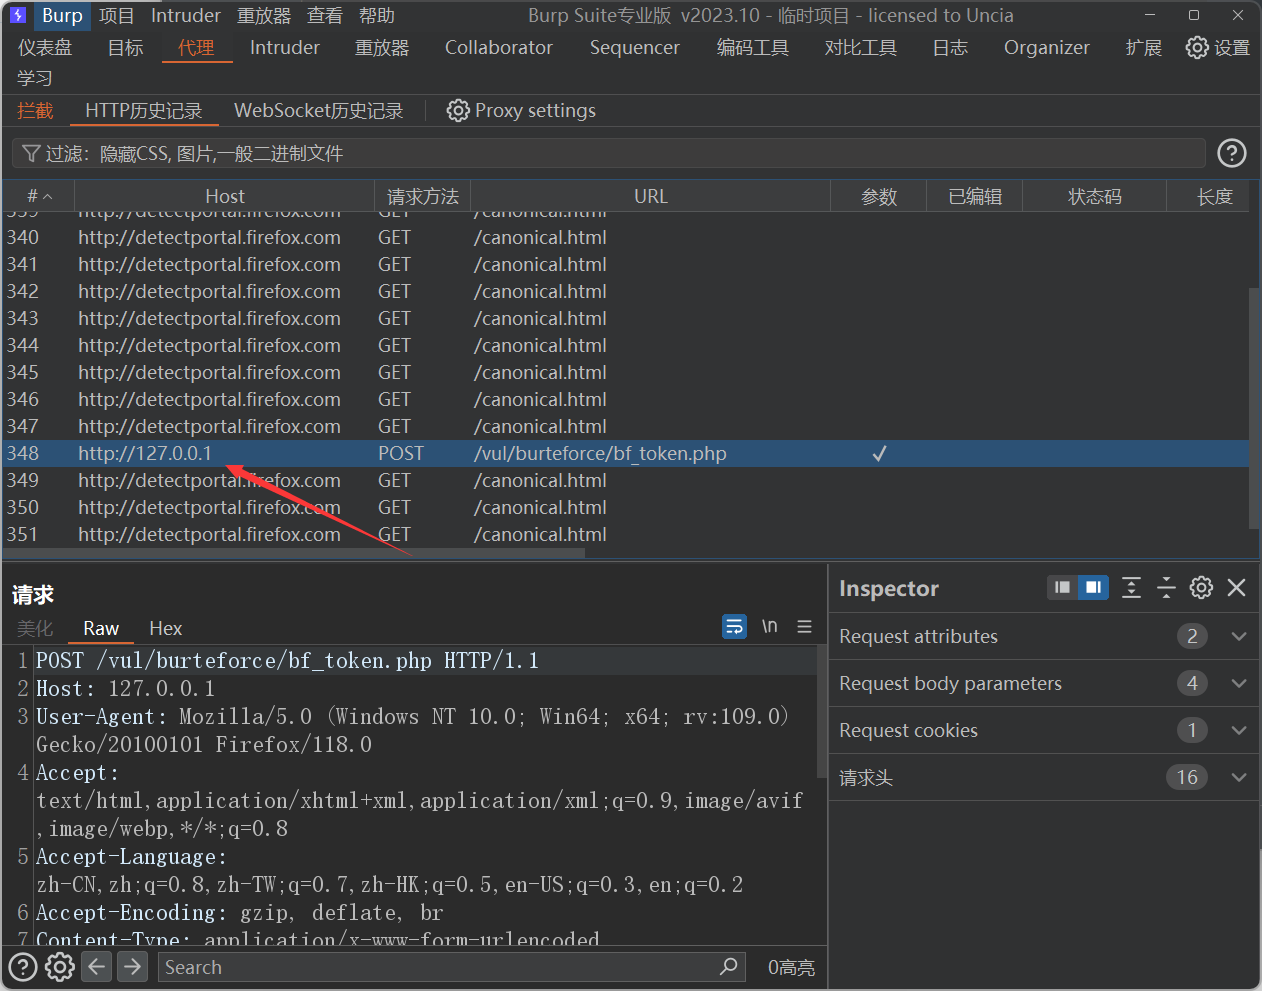 Burp 项目 Intruder 重放器 查看 帮助 Burp Suite专业版 v2023.10 - 临时项目 - licensed to Uncia
仪表盘 目标 代理 Intruder 重放器 Collaborator Sequencer 编码工具 对比工具 日志 Organizer 扩展 设置
学习
拦截 HTTP历史记录 WebSocket历史记录 Proxy settings
过滤: 隐藏CSS, 图片,一般二进制文件
# Host 请求方法 URL 参数 已编辑 状态码 长度
339 http://detectportal.firefox.com GET /canonical.html
340 http://detectportal.firefox.com GET /canonical.html
341 http://detectportal.firefox.com GET /canonical.html
342 http://detectportal.firefox.com GET /canonical.html
343 http://detectportal.firefox.com GET /canonical.html
344 http://detectportal.firefox.com GET /canonical.html
345 http://detectportal.firefox.com GET /canonical.html
346 http://detectportal.firefox.com GET /canonical.html
347 http://detectportal.firefox.com GET /canonical.html
348 http://127.0.0.1 POST /vul/burteforce/bf_token.php ✓
349 http://detectportal.firefox.com GET /canonical.html
350 http://detectportal.firefox.com GET /canonical.html
351 http://detectportal.firefox.com GET /canonical.html
请求
美化 Raw Hex \n
1 POST /vul/burteforce/bf_token.php HTTP/1.1
2 Host: 127.0.0.1
3 User-Agent: Mozilla/5.0 (Windows NT 10.0; Win64; x64; rv:109.0)
Gecko/20100101 Firefox/118.0
4 Accept:
text/html,application/xhtml+xml,application/xml;q=0.9,image/avif
,image/webp,*/*;q=0.8
5 Accept-Language:
zh-CN,zh;q=0.8,zh-TW;q=0.7,zh-HK;q=0.5,en-US;q=0.3,en;q=0.2
6 Accept-Encoding: gzip, deflate, br
7 Content-Type: application/x-www-form-urlencoded
Search 0高亮
Inspector
Request attributes 2
Request body parameters 4
Request cookies 1
请求头 16